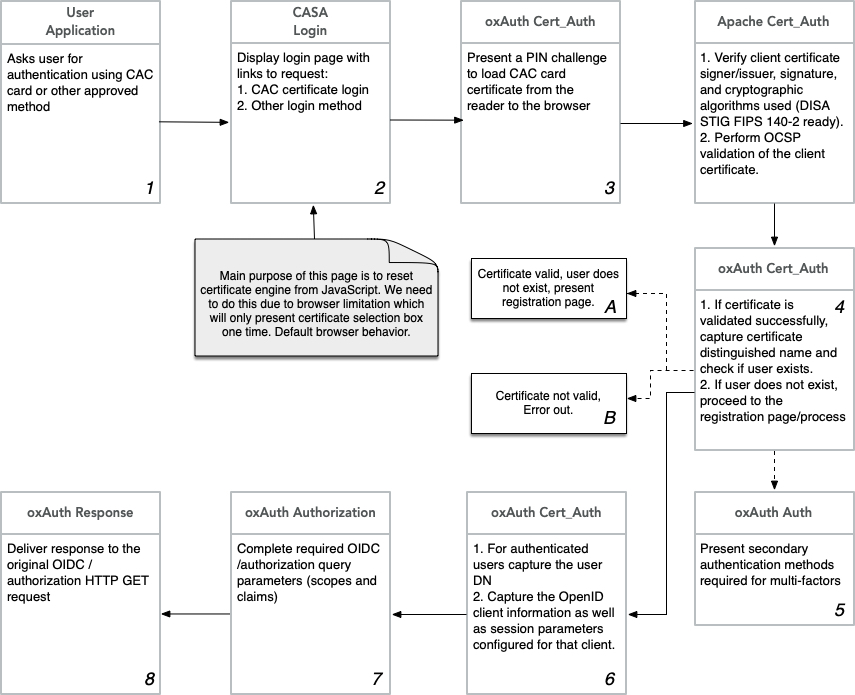 User
Application
Asks user for
authentication using CAC
card or other approved
method
1
CASA
Login
Display login page with
links to request:
1. CAC certificate login
2. Other login method
2
oxAuth Cert_Auth
Present a PIN challenge
to load CAC card
certificate from the
reader to the browser
3
Apache Cert_Auth
1. Verify client certificate
signer/issuer, signature,
and cryptographic
algorithms used (DISA
STIG FIPS 140-2 ready).
2. Perform OCSP
validation of the client
certificate.
Main purpose of this page is to reset
certificate engine from JavaScript. We need
to do this due to browser limitation which
will only present certificate selection box
one time. Default browser behavior.
Certificate valid, user does
not exist, present
registration page.
A
Certificate not valid,
Error out.
B
oxAuth Cert_Auth
4
1. If certificate is
validated successfully,
capture certificate
distinguished name and
check if user exists.
2. If user does not exist,
proceed to the
registration page/process
oxAuth Response
Deliver response to the
original OIDC /
authorization HTTP GET
request
8
oxAuth Authorization
Complete required OIDC
/authorization query
parameters (scopes and
claims)
7
oxAuth Cert_Auth
1. For authenticated
users capture the user
DN
2. Capture the OpenID
client information as well
as session parameters
configured for that client.
6
oxAuth Auth
Present secondary
authentication methods
required for multi-factors
5